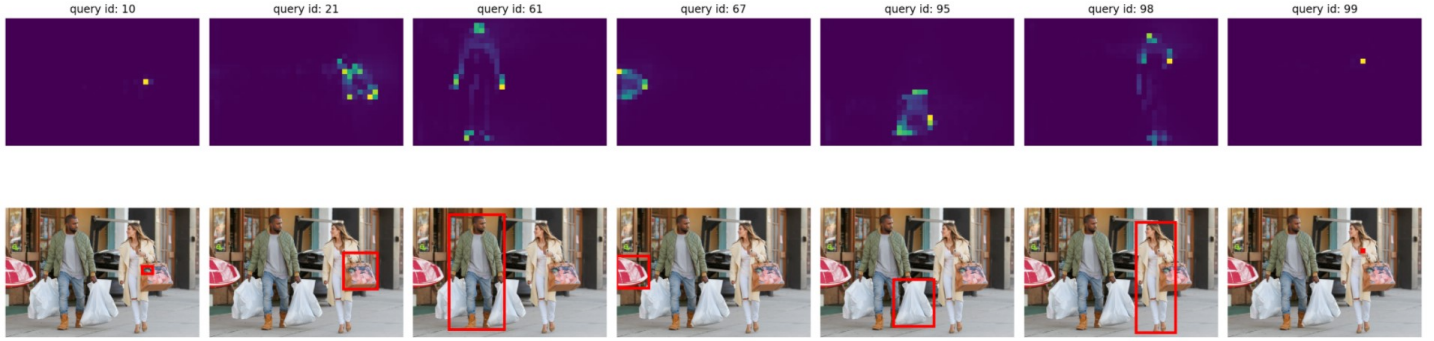 query id: 10
query id: 21
query id: 61
query id: 67
query id: 95
query id: 98
query id: 99